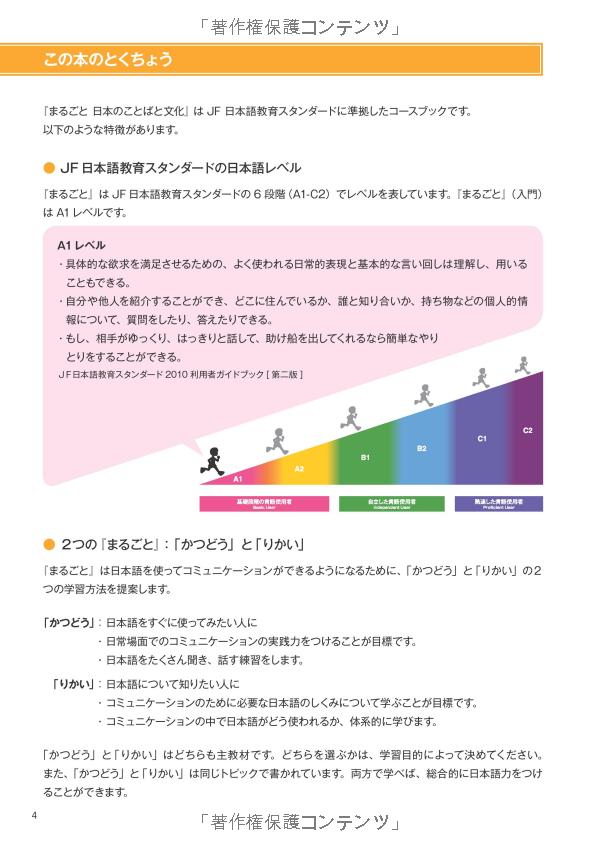 「著作権保護コンテンツ」
この本のとくちょう
『まるごと 日本のことばと文化』は JF 日本語教育スタンダードに準拠したコースブックです。
以下のような特徴があります。
● JF 日本語教育スタンダードの日本語レベル
『まるごと』は JF 日本語教育スタンダードの 6 段階（A1-C2）でレベルを表しています。『まるごと』（入門）
は A1 レベルです。
A1 レベル
・具体的な欲求を満足させるための、よく使われる日常的表現と基本的な言い回しは理解し、用いる
こともできる。
・自分や他人を紹介することができ、どこに住んでいるか、誰と知り合いか、持ち物などの個人的情
報について、質問をしたり、答えたりできる。
・もし、相手がゆっくり、はっきりと話して、助け船を出してくれるなら簡単なやり
とりをすることができる。
JF日本語教育スタンダード 2010 利用者ガイドブック [ 第二版 ]
A1 A2 B1 B2 C1 C2
基礎段階の言語使用者 自立した言語使用者 熟達した言語使用者
Basic User Independent User Proficient User
● 2つの『まるごと』：「かつどう」と「りかい」
『まるごと』は日本語を使ってコミュニケーションができるようになるために、「かつどう」と「りかい」の2
つの学習方法を提案します。
「かつどう」：日本語をすぐに使ってみたい人に
・日常場面でのコミュニケーションの実践力をつけることが目標です。
・日本語をたくさん聞き、話す練習をします。
「りかい」：日本語について知りたい人に
・コミュニケーションのために必要な日本語のしくみについて学ぶことが目標です。
・コミュニケーションの中で日本語がどう使われるか、体系的に学びます。
「かつどう」と「りかい」はどちらも主教材です。どちらを選ぶかは、学習目的によって決めてください。
また、「かつどう」と「りかい」は同じトピックで書かれています。両方で学べば、総合的に日本語力をつけ
ることができます。
4
「著作権保護コンテンツ」